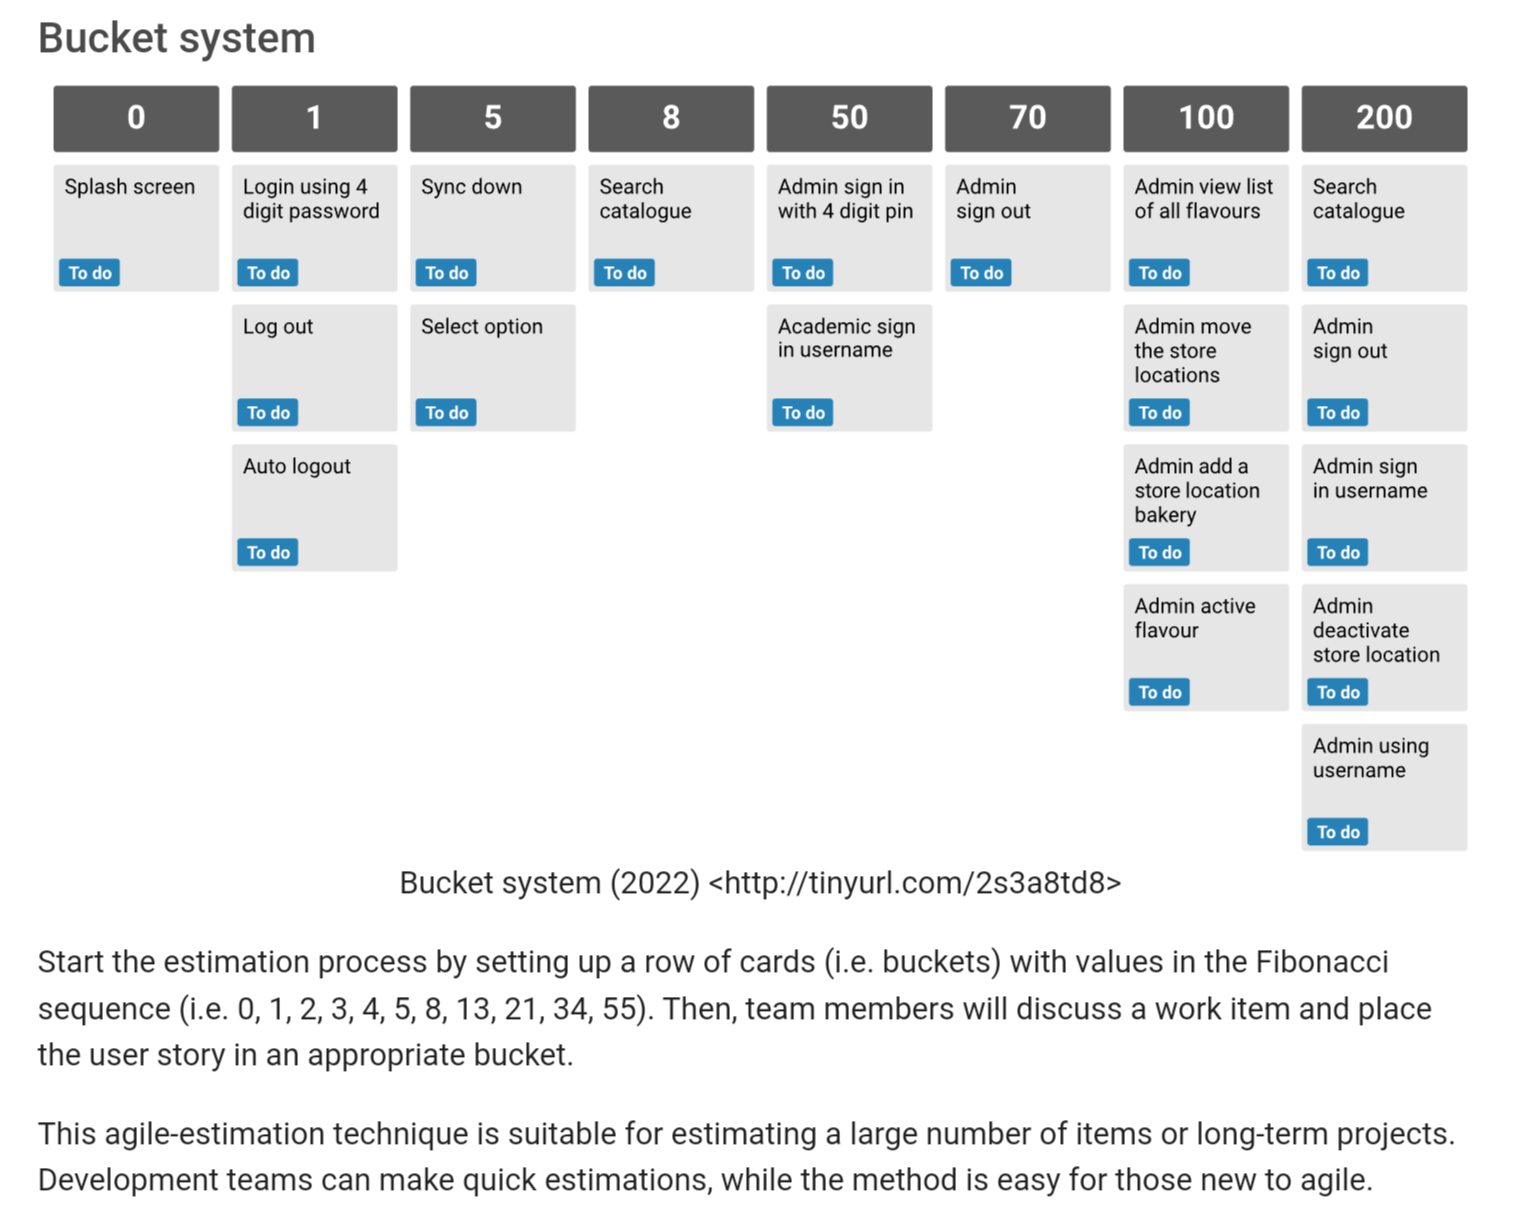 Bucket system
0 1 5 8 50 70 100 200
Splash screen
To do
Login using 4
digit password
To do
Log out
To do
Auto logout
To do
Sync down
To do
Select option
To do
Search
catalogue
To do
Admin sign in
with 4 digit pin
To do
Academic sign
in username
To do
Admin
sign out
To do
Admin view list
of all flavours
To do
Admin move
the store
locations
To do
Admin add a
store location
bakery
To do
Admin active
flavour
To do
Search
catalogue
To do
Admin
sign out
To do
Admin sign
in username
To do
Admin
deactivate
store location
To do
Admin using
username
To do
Bucket system (2022) <http://tinyurl.com/2s3a8td8>
Start the estimation process by setting up a row of cards (i.e. buckets) with values in the Fibonacci
sequence (i.e. 0, 1, 2, 3, 4, 5, 8, 13, 21, 34, 55). Then, team members will discuss a work item and place
the user story in an appropriate bucket.
This agile-estimation technique is suitable for estimating a large number of items or long-term projects.
Development teams can make quick estimations, while the method is easy for those new to agile.